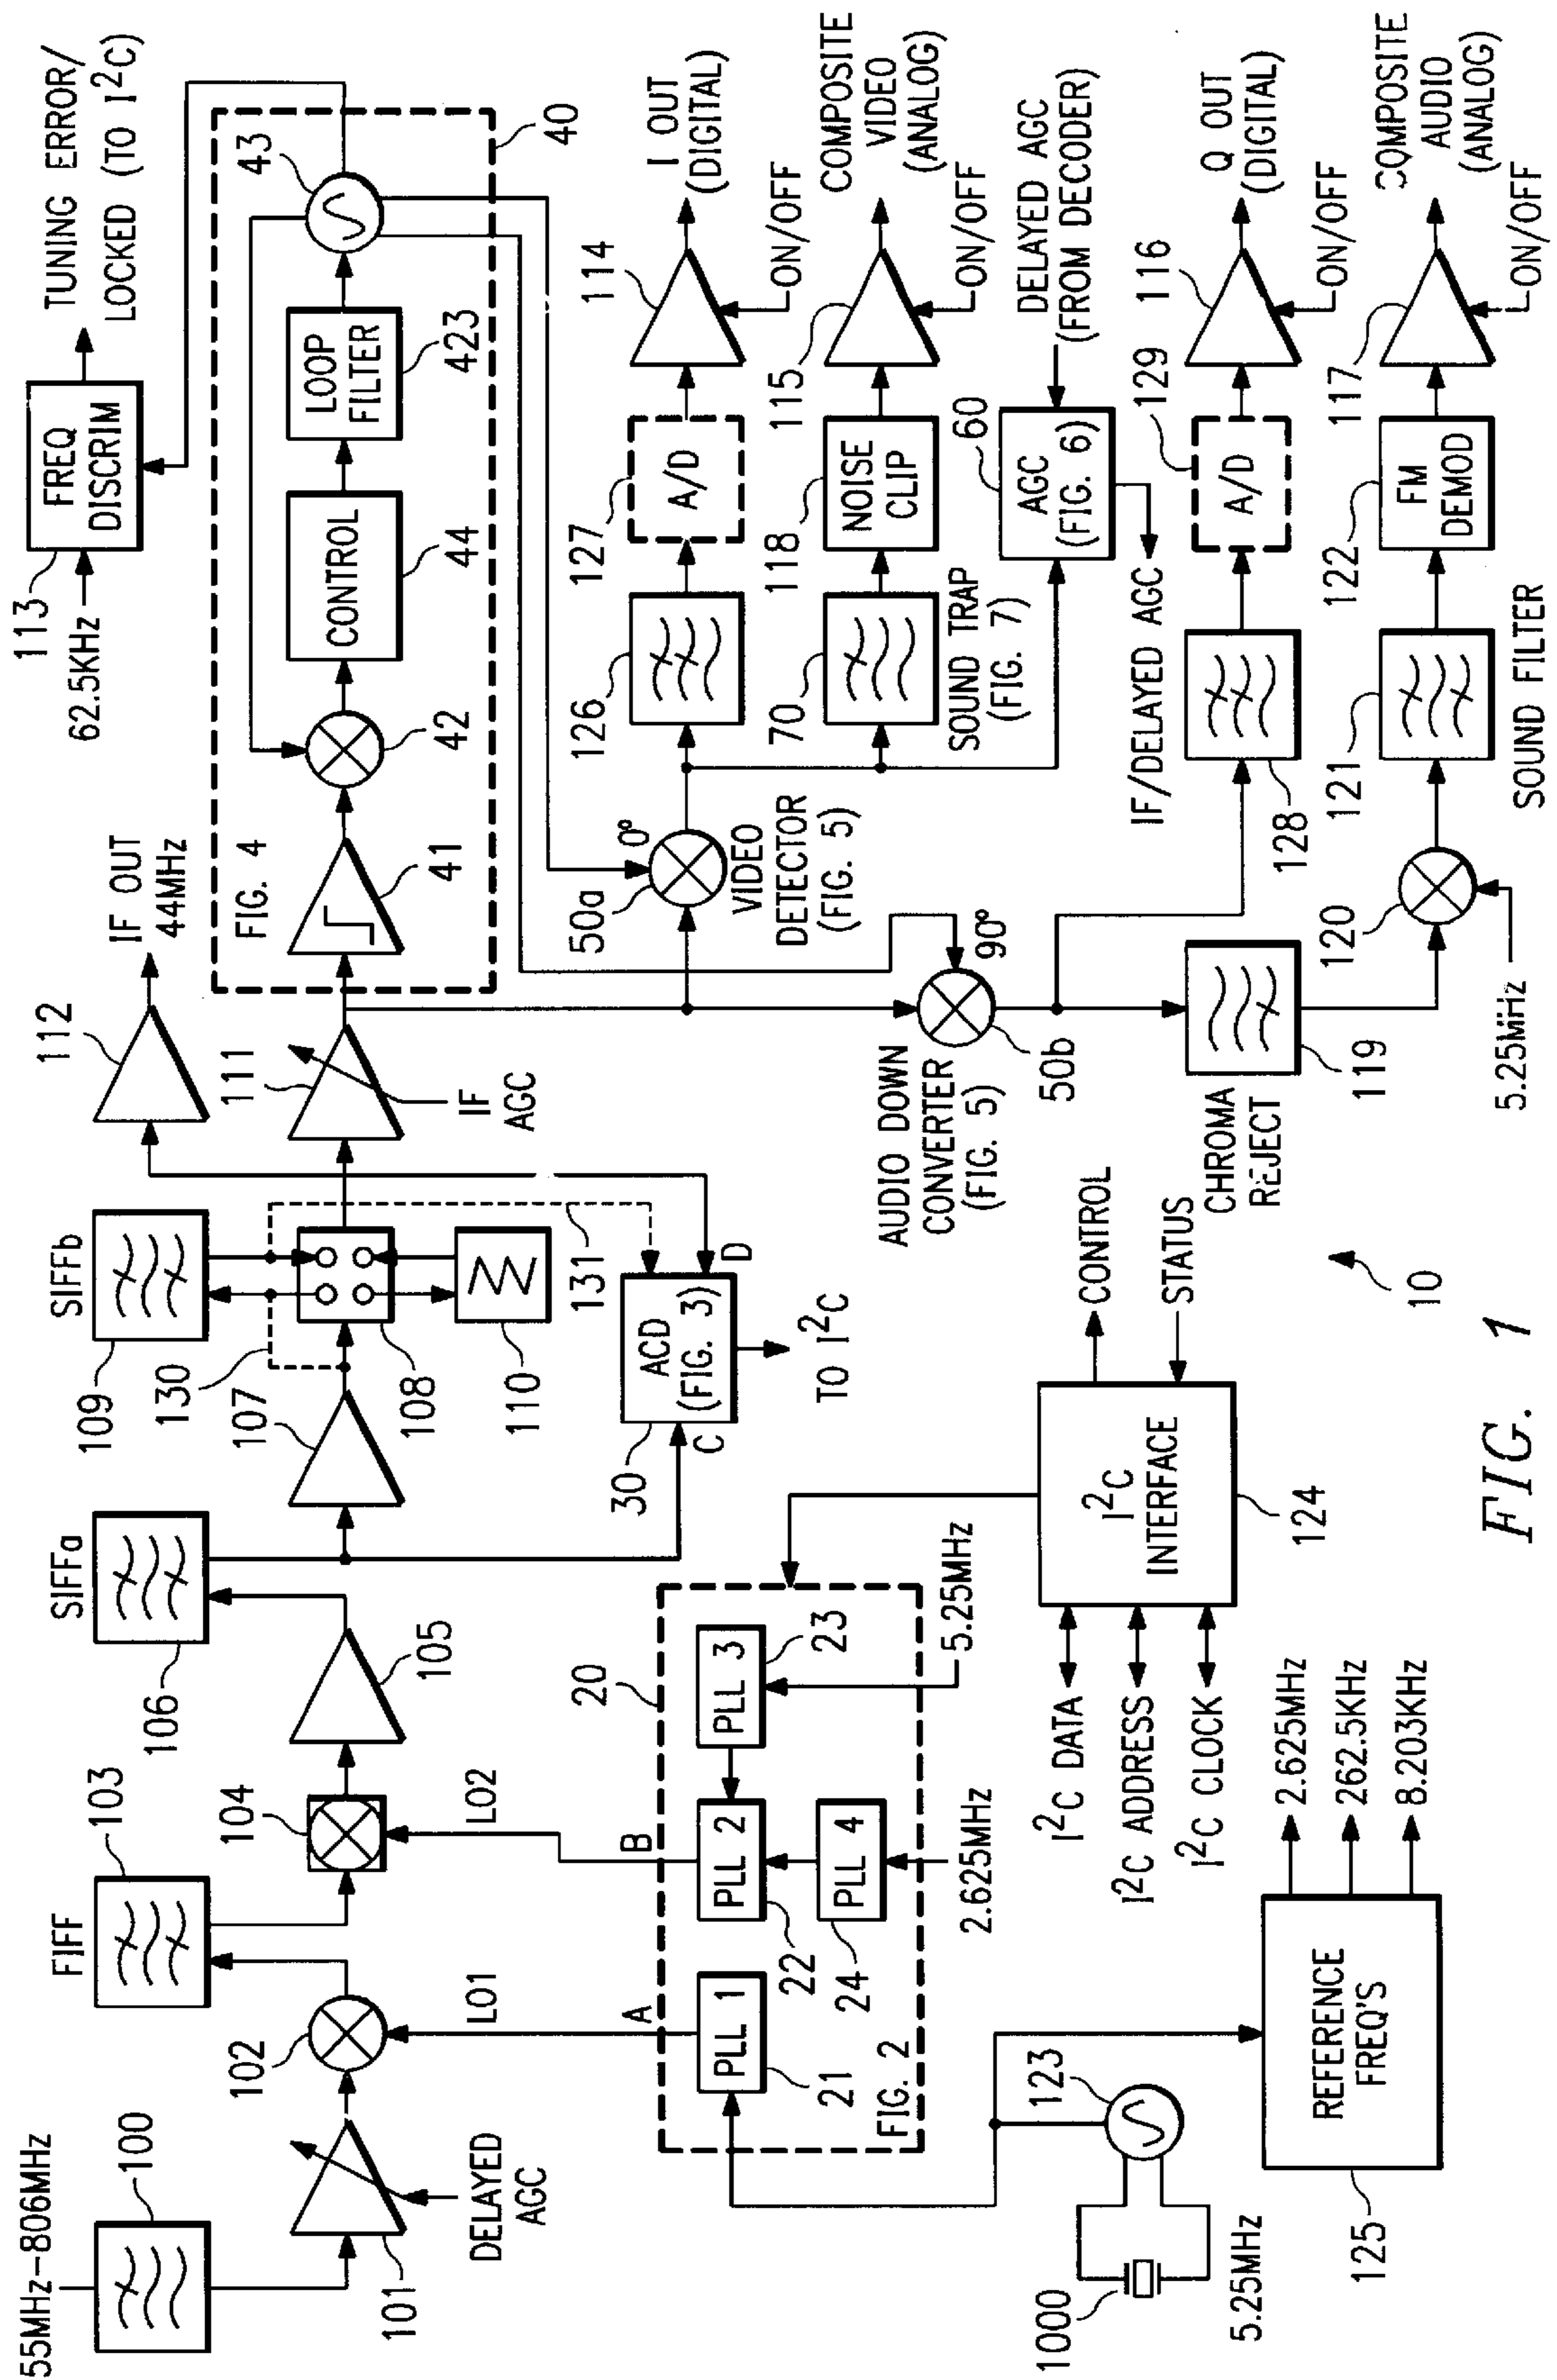 55MHz-806MHz
100
101
DELAYED
AGC
102
FIFF
103
104
LO1
A
LO2
B
105
SIFFa
106
107
130
SIFFb
109
108
110
131
30
C
ACD
(FIG. 3)
D
TO I²C
112
IF OUT
44MHz
111
IF
AGC
113
62.5KHz
FREQ
DISCRIM
TUNING ERROR/
LOCKED (TO I²C)
FIG. 4
41
42
CONTROL
44
LOOP
FILTER
423
43
40
50a
0°
VIDEO
DETECTOR
(FIG. 5)
126
127
A/D
114
I OUT
(DIGITAL)
ON/OFF
70
SOUND TRAP
(FIG. 7)
118
NOISE
CLIP
115
COMPOSITE
VIDEO
(ANALOG)
ON/OFF
60
AGC
(FIG. 6)
DELAYED AGC
(FROM DECODER)
IF/DELAYED AGC
AUDIO DOWN
CONVERTER
(FIG. 5)
90°
50b
128
129
A/D
116
Q OUT
(DIGITAL)
ON/OFF
CHROMA
REJECT
119
120
5.25MHz
121
SOUND FILTER
122
FM
DEMOD
117
COMPOSITE
AUDIO
(ANALOG)
ON/OFF
20
PLL 1
21
PLL 2
22
PLL 3
23
PLL 4
24
FIG. 2
2.625MHz
5.25MHz
123
1000
5.25MHz
125
REFERENCE
FREQ'S
2.625MHz
262.5KHz
8.203KHz
I²C DATA
I²C ADDRESS
I²C CLOCK
I²C
INTERFACE
124
CONTROL
STATUS
10
FIG. 1